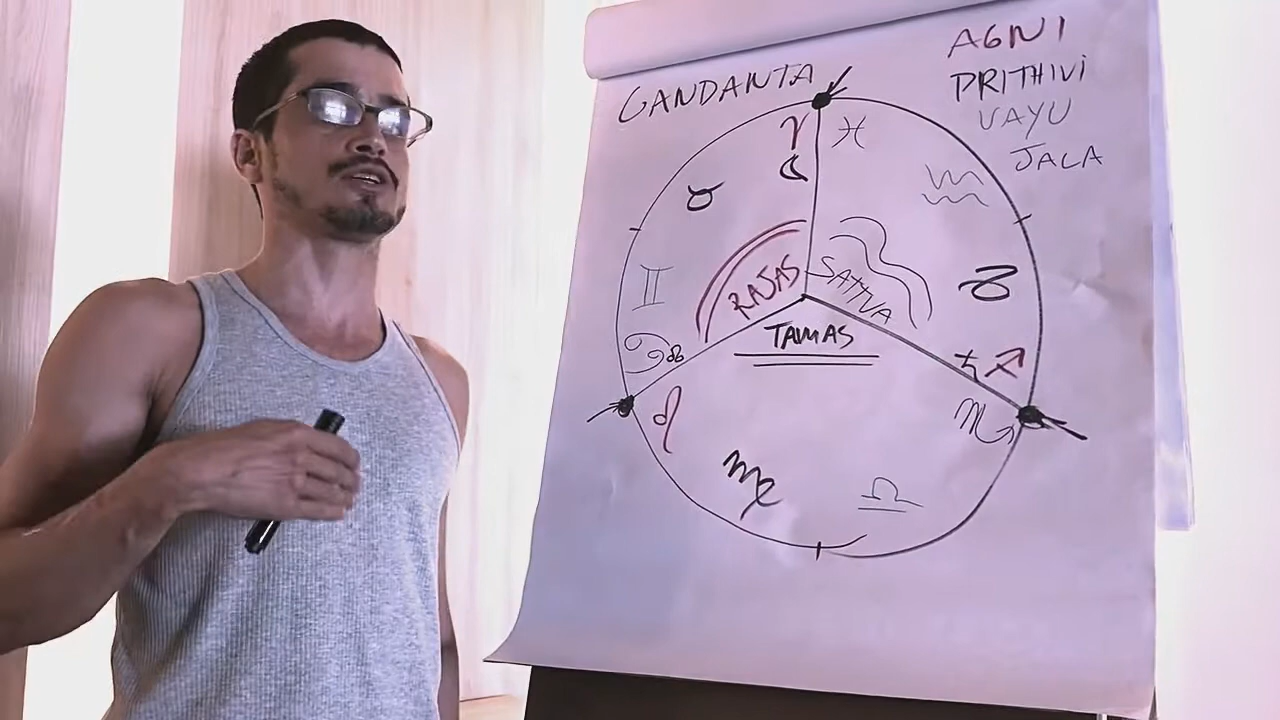 GANDANTA
AGNI
PRITHIVI
VAYU
JALA
♈ ♓
☾
♉ ♒
♊ RAJAS SATTVA ♑
TAMAS
♋ ☊ ♄ ♐
♌ ♏
♍ ♎